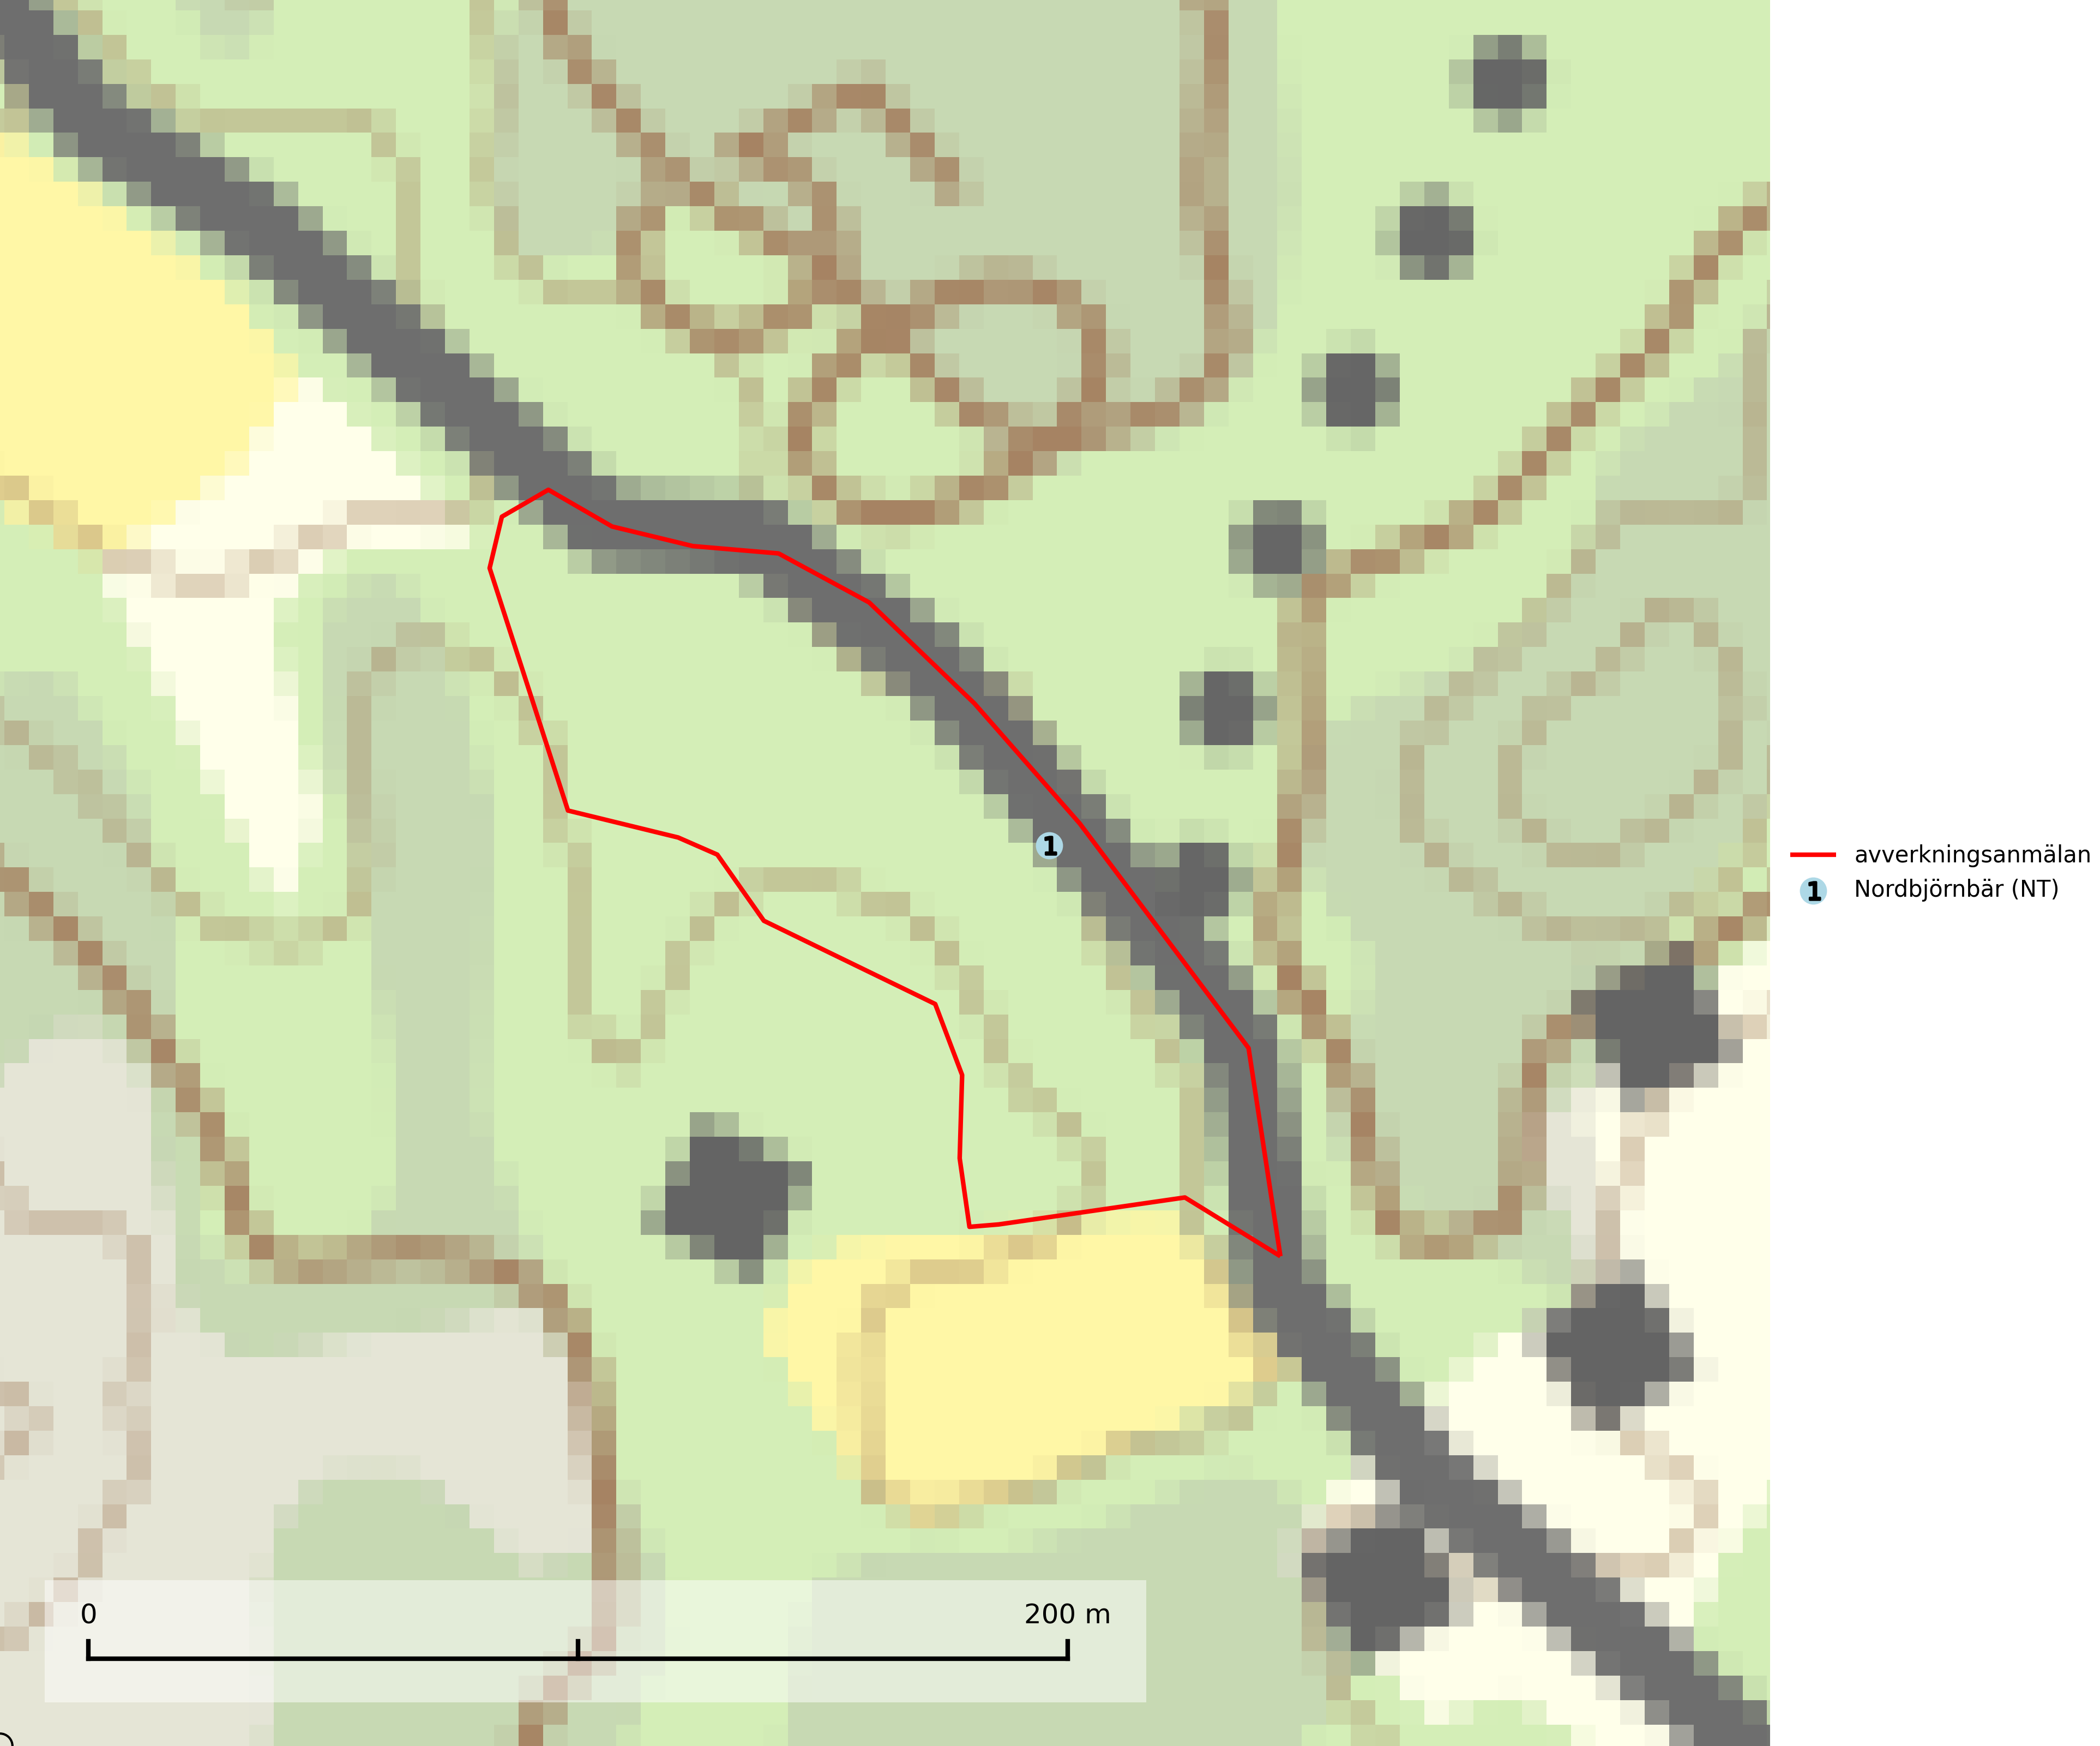 1
avverkningsanmälan
1 Nordbjörnbär (NT)
0 200 m